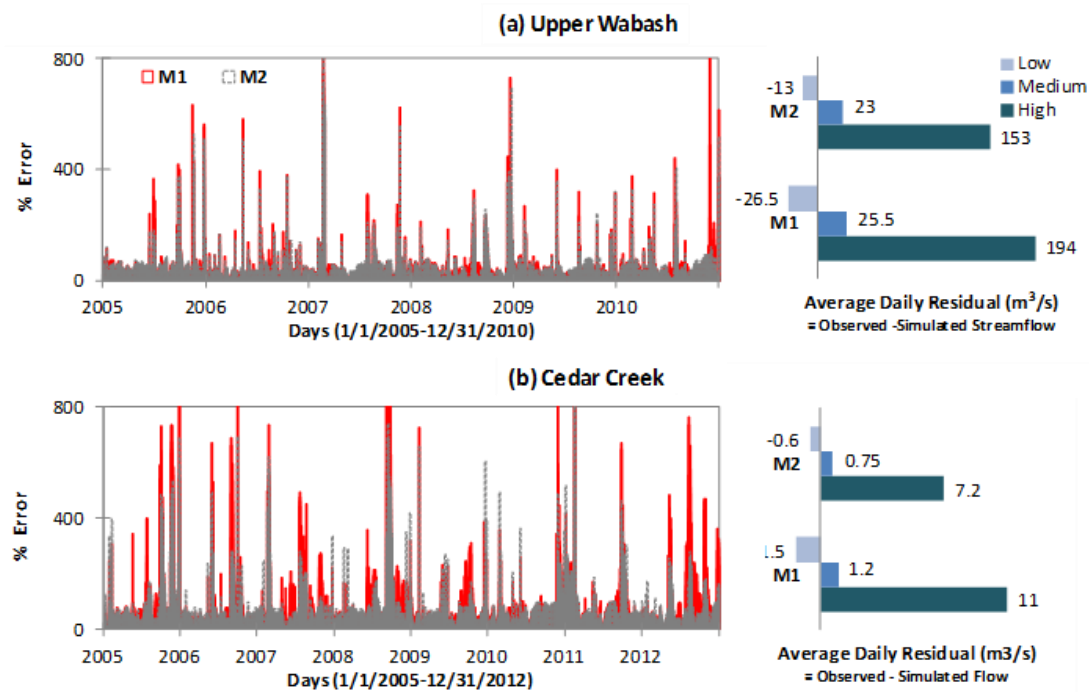 (a) Upper Wabash
M1 M2
% Error
800
400
0
2005 2006 2007 2008 2009 2010
Days (1/1/2005-12/31/2010)
Low
Medium
High
-13
M2
23
153
-26.5
M1
25.5
194
Average Daily Residual (m³/s)
= Observed -Simulated Streamflow
(b) Cedar Creek
% Error
800
400
0
2005 2006 2007 2008 2009 2010 2011 2012
Days (1/1/2005-12/31/2012)
-0.6
M2
0.75
7.2
1.5
M1
1.2
11
Average Daily Residual (m3/s)
= Observed - Simulated Flow